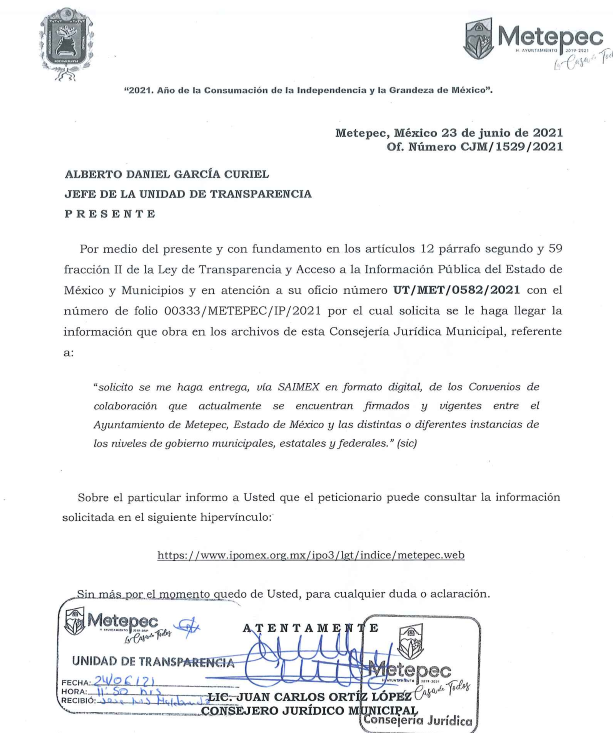 Metepec
H. AYUNTAMIENTO 2019-2021
La Casa de Todos
"2021. Año de la Consumación de la Independencia y la Grandeza de México".
Metepec, México 23 de junio de 2021
Of. Número CJM/1529/2021
ALBERTO DANIEL GARCÍA CURIEL
JEFE DE LA UNIDAD DE TRANSPARENCIA
P R E S E N T E
Por medio del presente y con fundamento en los artículos 12 párrafo segundo y 59
fracción II de la Ley de Transparencia y Acceso a la Información Pública del Estado de
México y Municipios y en atención a su oficio número UT/MET/0582/2021 con el
número de folio 00333/METEPEC/IP/2021 por el cual solicita se le haga llegar la
información que obra en los archivos de esta Consejería Jurídica Municipal, referente
a:
"solicito se me haga entrega, vía SAIMEX en formato digital, de los Convenios de
colaboración que actualmente se encuentran firmados y vigentes entre el
Ayuntamiento de Metepec, Estado de México y las distintas o diferentes instancias de
los niveles de gobierno municipales, estatales y federales." (sic)
Sobre el particular informo a Usted que el peticionario puede consultar la información
solicitada en el siguiente hipervínculo:
https://www.ipomex.org.mx/ipo3/lgt/indice/metepec.web
Sin más por el momento quedo de Usted, para cualquier duda o aclaración.
Metepec
La Casa de Todos
UNIDAD DE TRANSPARENCIA
FECHA: 24/06/21
HORA: 11:50
RECIBIÓ:
A T E N T A M E N T E
LIC. JUAN CARLOS ORTÍZ LÓPEZ
CONSEJERO JURÍDICO MUNICIPAL
Metepec
La Casa de Todos
Consejería Jurídica